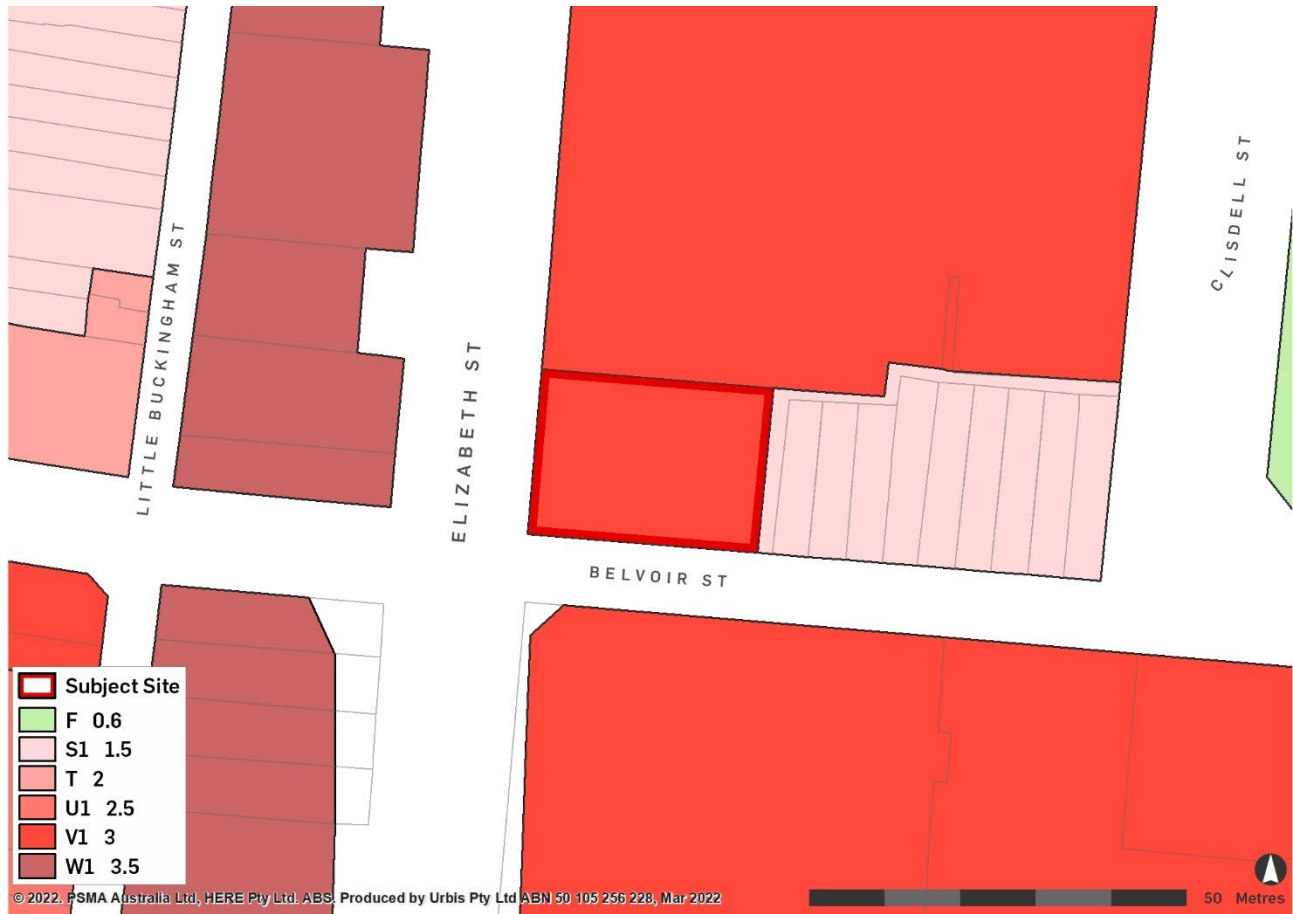 CLISDELL ST
LITTLE BUCKINGHAM ST
ELIZABETH ST
BELVOIR ST
Subject Site
F 0.6
S1 1.5
T 2
U1 2.5
V1 3
W1 3.5
© 2022. PSMA Australia Ltd, HERE Pty Ltd. ABS. Produced by Urbis Pty Ltd ABN 50 105 256 228, Mar 2022
50 Metres